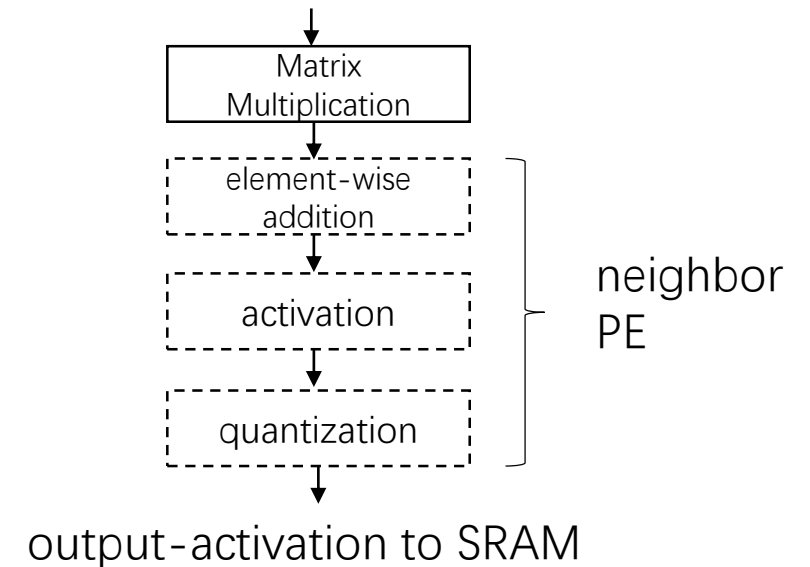 Matrix
Multiplication
element-wise
addition
activation
neighbor
PE
quantization
output-activation to SRAM